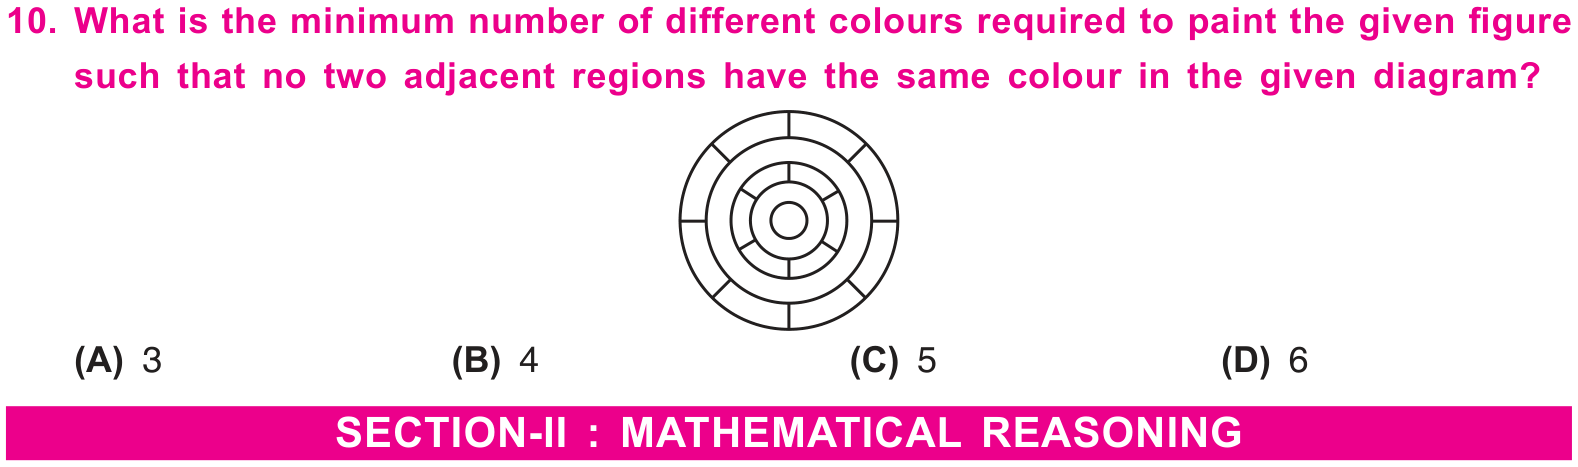 10. What is the minimum number of different colours required to paint the given figure
such that no two adjacent regions have the same colour in the given diagram?
(A) 3 (B) 4 (C) 5 (D) 6
SECTION-II : MATHEMATICAL REASONING